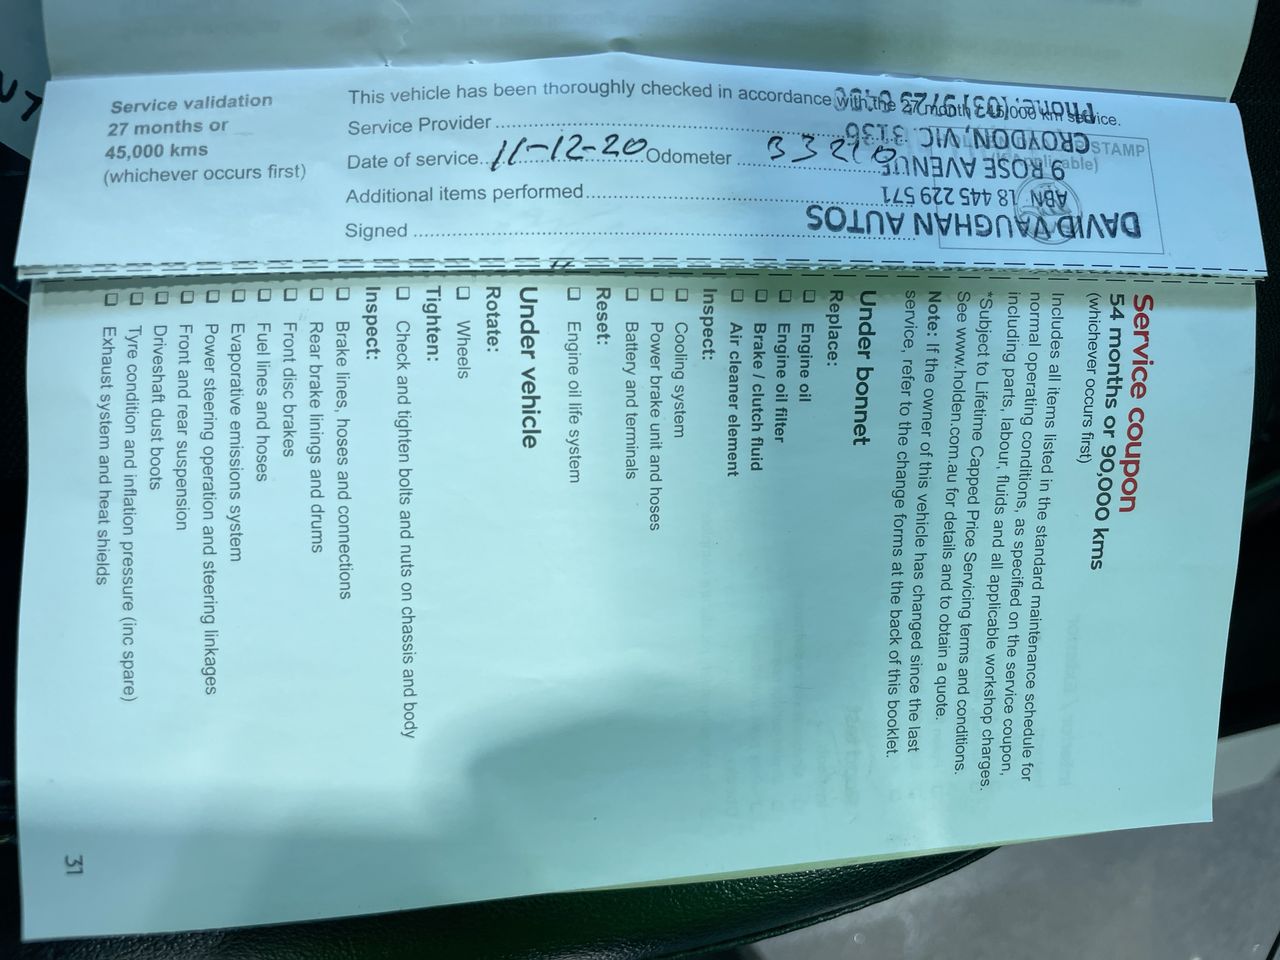 Service validation
27 months or
45,000 kms
(whichever occurs first)
This vehicle has been thoroughly checked in accordance with the 27 month / 45,000 km service.
Service Provider
Date of service 11-12-20 Odometer
Additional items performed
Signed
STAMP
DAVID VAUGHAN AUTOS
ABN 18 445 229 571
9 ROSE AVENUE
CROYDON, VIC. 3136
Phone: (03) 9725
Service coupon
54 months or 90,000 kms
(whichever occurs first)
Includes all items listed in the standard maintenance schedule for
normal operating conditions, as specified on the service coupon,
including parts, labour, fluids and all applicable workshop charges.
*Subject to Lifetime Capped Price Servicing terms and conditions.
See www.holden.com.au for details and to obtain a quote.
Note: If the owner of this vehicle has changed since the last
service, refer to the change forms at the back of this booklet.
Under bonnet
Replace:
Engine oil
Engine oil filter
Brake / clutch fluid
Air cleaner element
Inspect:
Cooling system
Power brake unit and hoses
Battery and terminals
Reset:
Engine oil life system
Under vehicle
Rotate:
Wheels
Tighten:
Check and tighten bolts and nuts on chassis and body
Inspect:
Brake lines, hoses and connections
Rear brake linings and drums
Front disc brakes
Fuel lines and hoses
Evaporative emissions system
Power steering operation and steering linkages
Front and rear suspension
Driveshaft dust boots
Tyre condition and inflation pressure (inc spare)
Exhaust system and heat shields
31